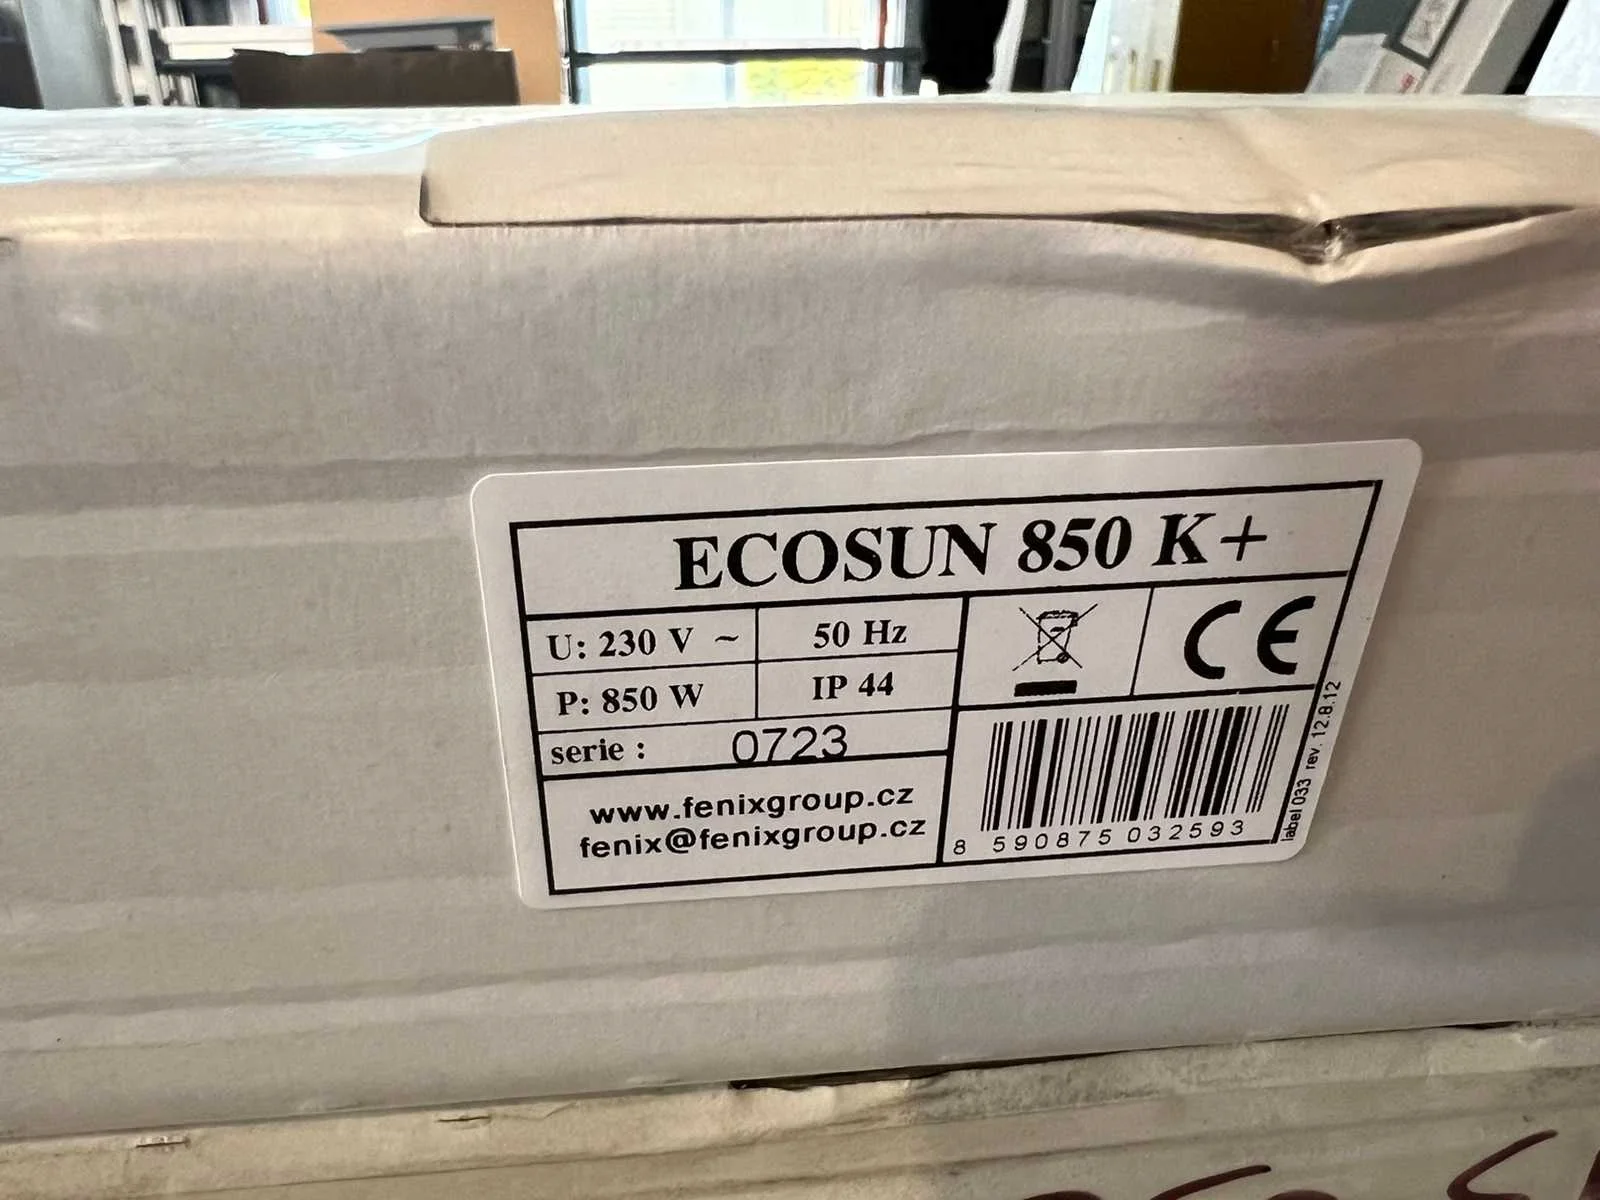 ECOSUN 850 K+
U: 230 V ~
50 Hz
P: 850 W
IP 44
CE
serie : 0723
www.fenixgroup.cz
fenix@fenixgroup.cz
8 590875 032593
label 033 rev. 12.8.12